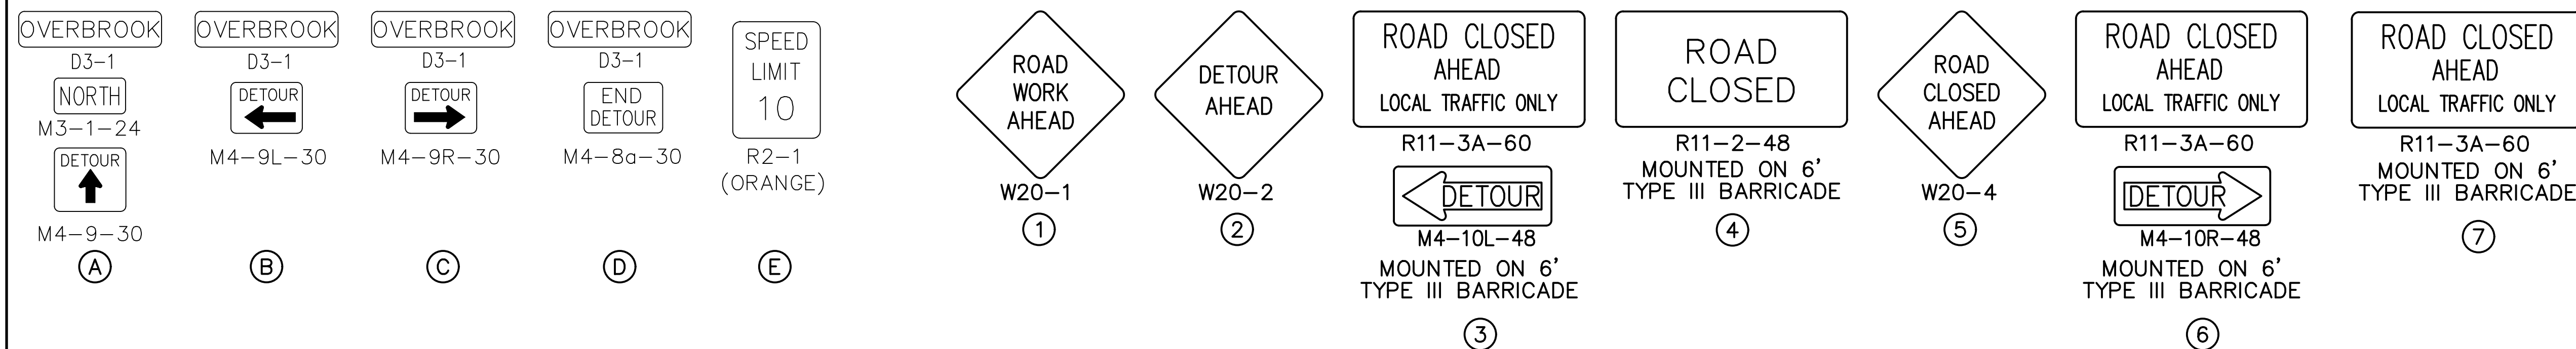 OVERBROOK
D3-1
NORTH
M3-1-24
DETOUR
M4-9-30
A
OVERBROOK
D3-1
DETOUR
M4-9L-30
B
OVERBROOK
D3-1
DETOUR
M4-9R-30
C
OVERBROOK
D3-1
END
DETOUR
M4-8a-30
D
SPEED
LIMIT
10
R2-1
(ORANGE)
E
ROAD
WORK
AHEAD
W20-1
1
DETOUR
AHEAD
W20-2
2
ROAD CLOSED
AHEAD
LOCAL TRAFFIC ONLY
R11-3A-60
DETOUR
M4-10L-48
MOUNTED ON 6'
TYPE III BARRICADE
3
ROAD
CLOSED
R11-2-48
MOUNTED ON 6'
TYPE III BARRICADE
4
ROAD
CLOSED
AHEAD
W20-4
5
ROAD CLOSED
AHEAD
LOCAL TRAFFIC ONLY
R11-3A-60
DETOUR
M4-10R-48
MOUNTED ON 6'
TYPE III BARRICADE
6
ROAD CLOSED
AHEAD
LOCAL TRAFFIC ONLY
R11-3A-60
MOUNTED ON 6'
TYPE III BARRICADE
7